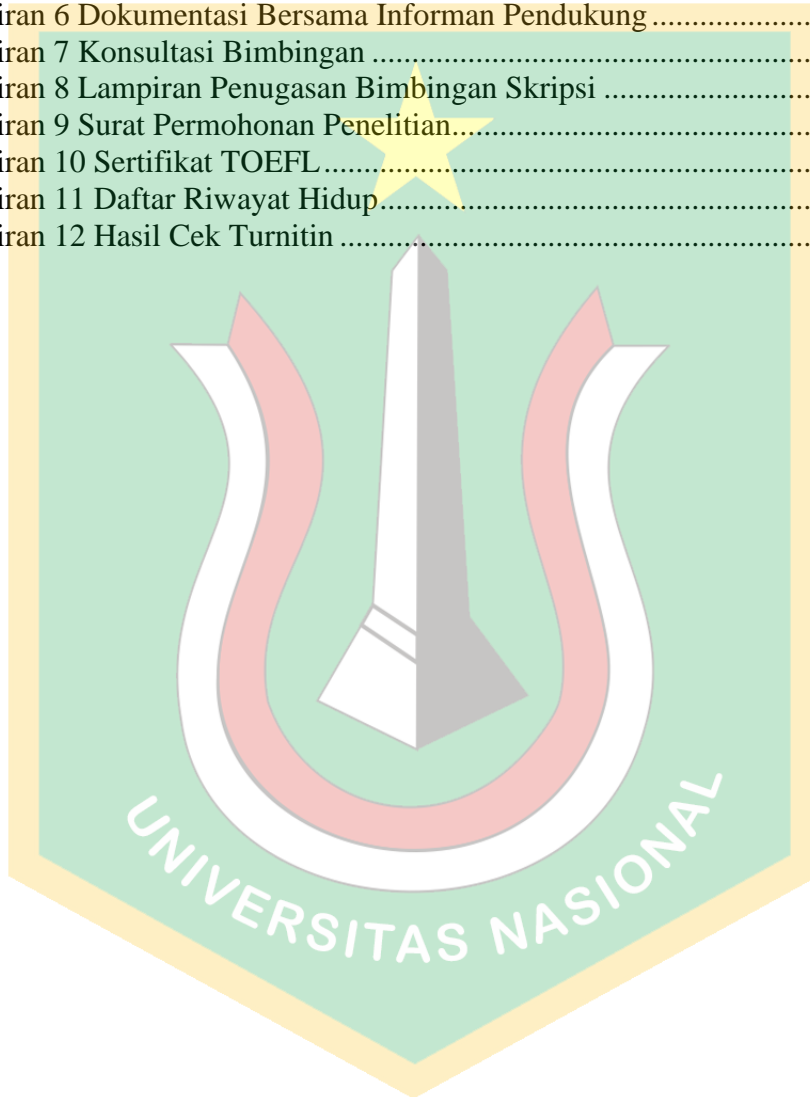 iran 6 Dokumentasi Bersama Informan Pendukung ........................
iran 7 Konsultasi Bimbingan ........................................................
iran 8 Lampiran Penugasan Bimbingan Skripsi ..............................
iran 9 Surat Permohonan Penelitian..............................................
iran 10 Sertifikat TOEFL.............................................................
iran 11 Daftar Riwayat Hidup.......................................................
iran 12 Hasil Cek Turnitin ...........................................................
UNIVERSITAS NASIONAL